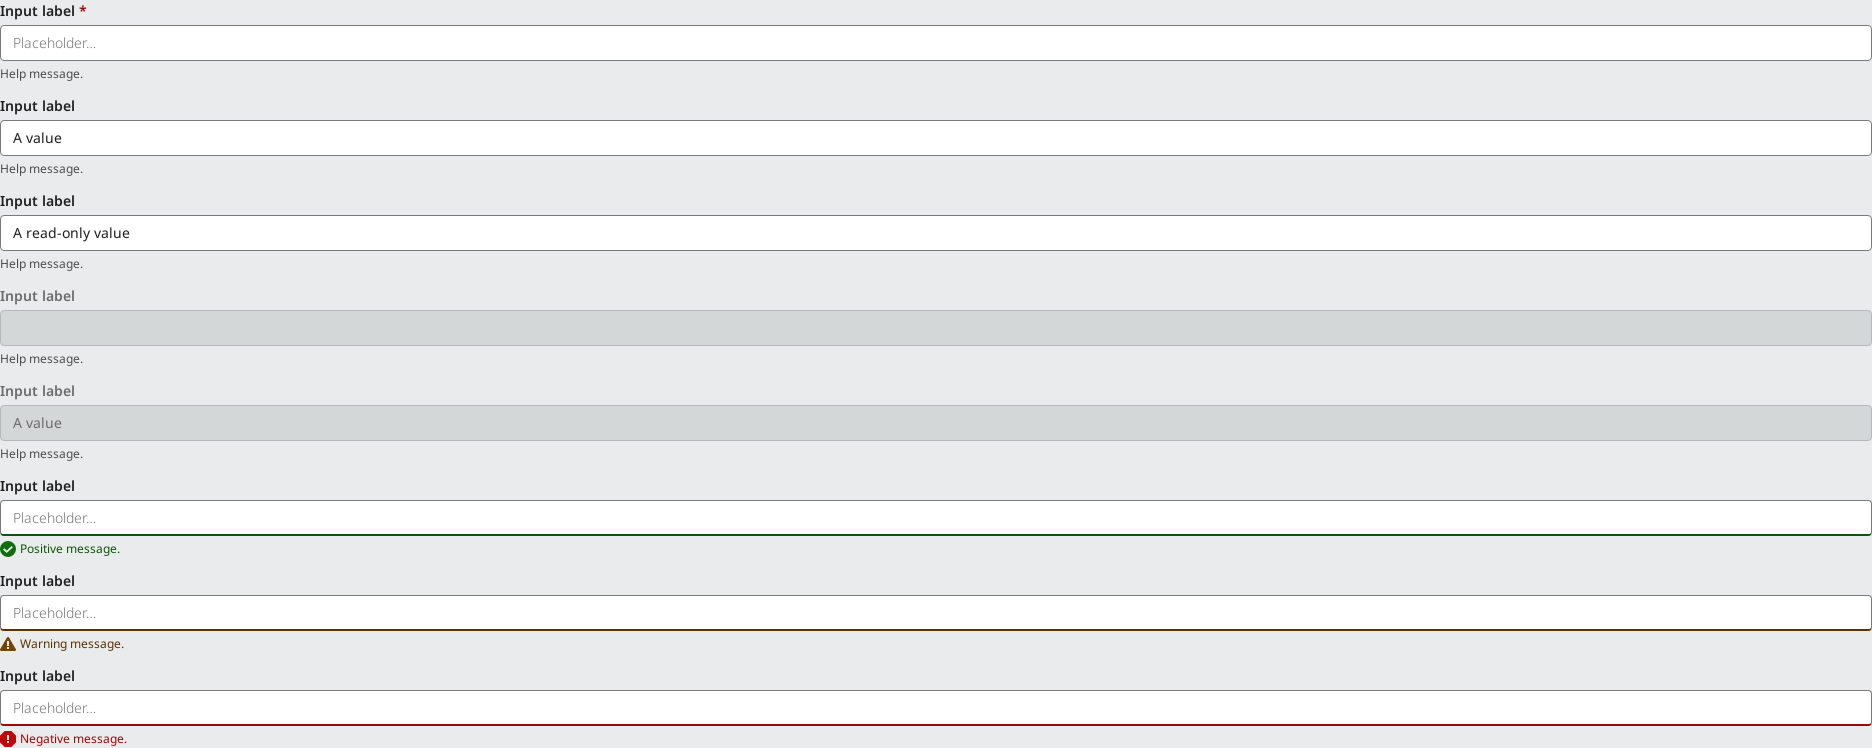 Input label *
Placeholder...
Help message.
Input label
A value
Help message.
Input label
A read-only value
Help message.
Input label
Help message.
Input label
A value
Help message.
Input label
Placeholder...
Positive message.
Input label
Placeholder...
Warning message.
Input label
Placeholder...
Negative message.